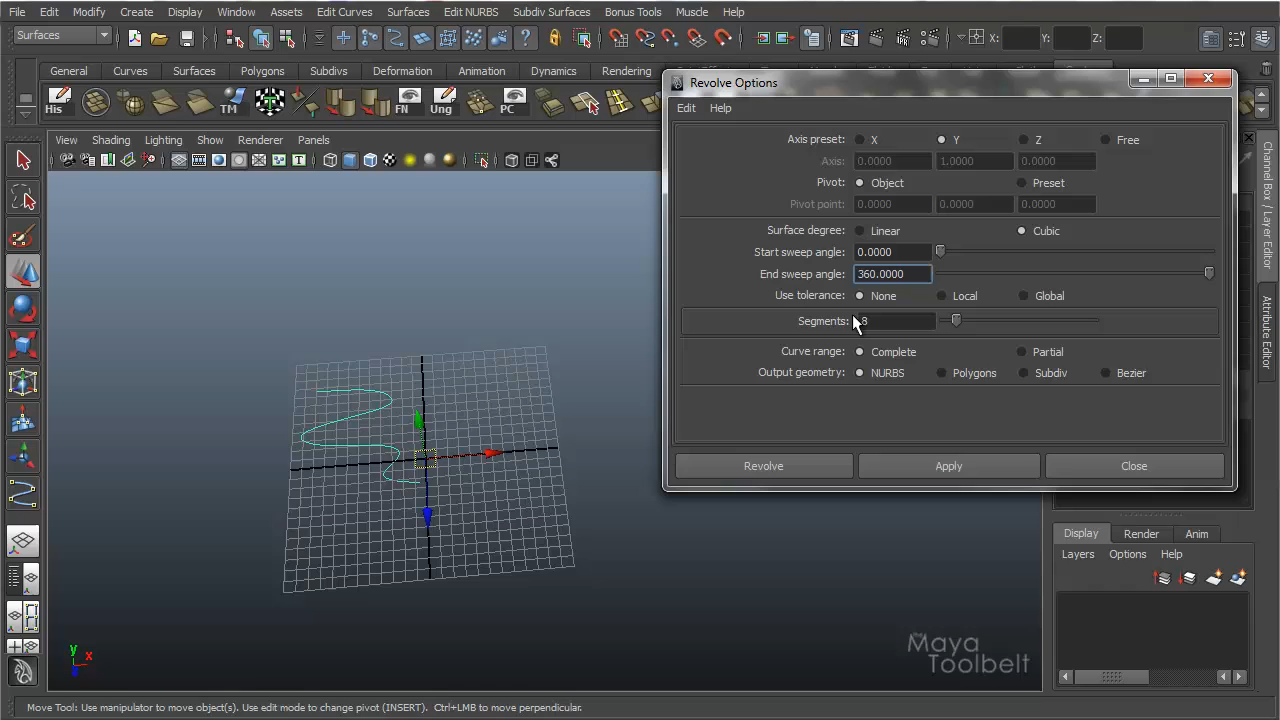 File Edit Modify Create Display Window Assets Edit Curves Surfaces Edit NURBS Subdiv Surfaces Bonus Tools Muscle Help
Surfaces X: Y: Z:
General Curves Surfaces Polygons Subdivs Deformation Animation Dynamics Rendering
His TM FN Ung PC
Revolve Options
Edit Help
Axis preset: X Y Z Free
Axis: 0.0000 1.0000 0.0000
Pivot: Object Preset
Pivot point: 0.0000 0.0000 0.0000
Surface degree: Linear Cubic
Start sweep angle: 0.0000
End sweep angle: 360.0000
Use tolerance: None Local Global
Segments: 8
Curve range: Complete Partial
Output geometry: NURBS Polygons Subdiv Bezier
Revolve Apply Close
View Shading Lighting Show Renderer Panels
Channel Box / Layer Editor
Attribute Editor
Display Render Anim
Layers Options Help
y x
the Maya
Toolbelt
Move Tool: Use manipulator to move object(s). Use edit mode to change pivot (INSERT). Ctrl+LMB to move perpendicular.